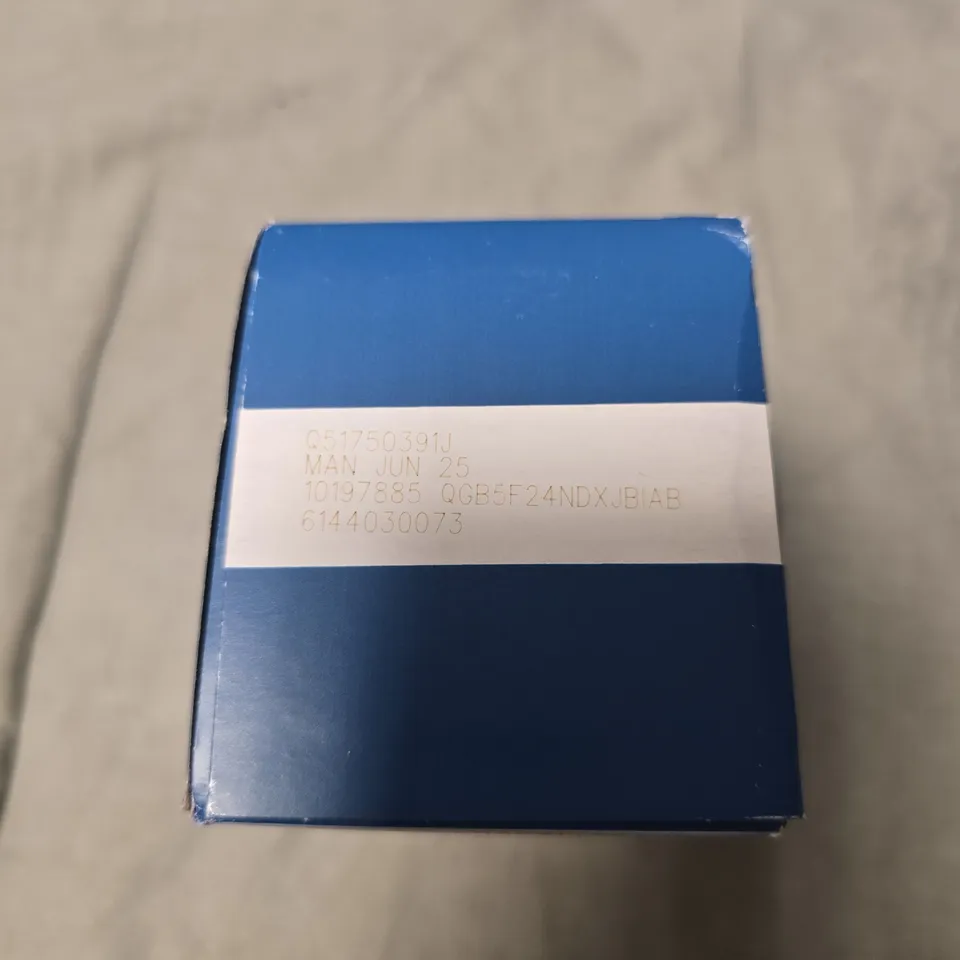 Q51750391J
MAN JUN 25
10197885 QGB5F24NDXJBIAB
6144030073